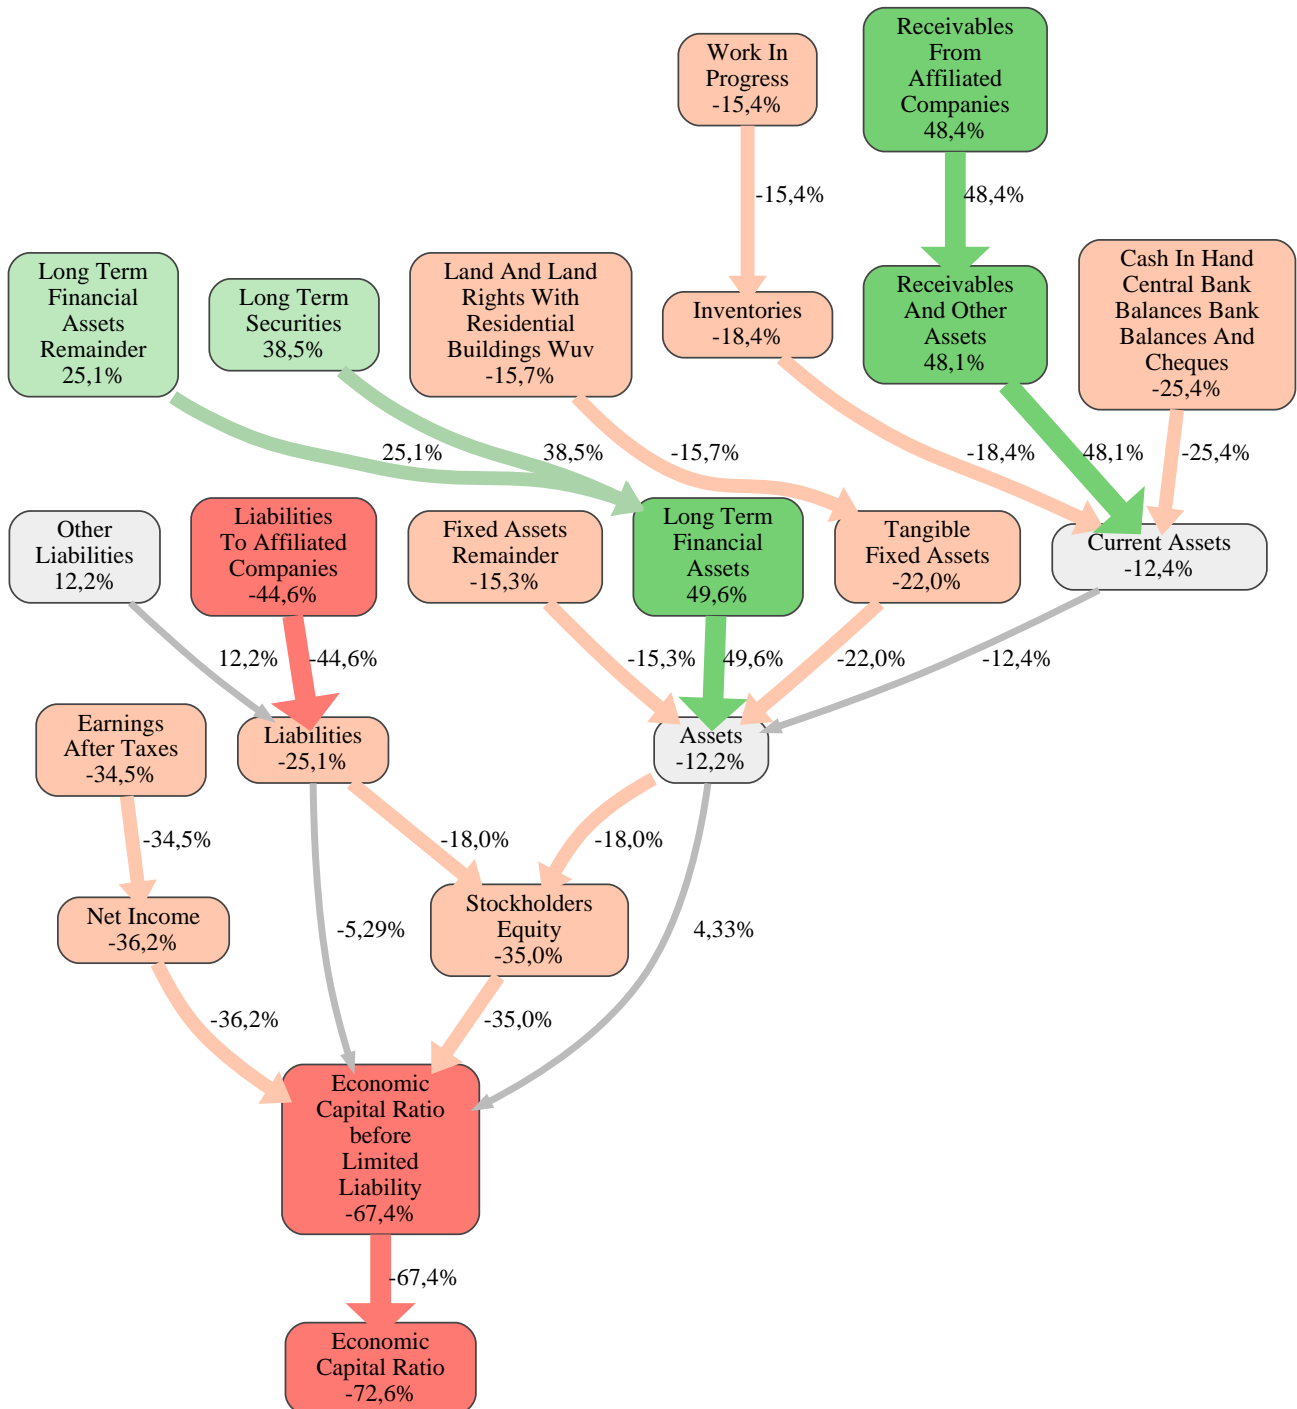 Receivables
From
Affiliated
Companies
48,4%
Work In
Progress
-15,4%
-15,4%
48,4%
Long Term
Financial
Assets
Remainder
25,1%
Long Term
Securities
38,5%
Land And Land
Rights With
Residential
Buildings Wuv
-15,7%
Inventories
-18,4%
Receivables
And Other
Assets
48,1%
Cash In Hand
Central Bank
Balances Bank
Balances And
Cheques
-25,4%
25,1%
38,5%
-15,7%
-18,4%
48,1%
-25,4%
Other
Liabilities
12,2%
Liabilities
To Affiliated
Companies
-44,6%
Fixed Assets
Remainder
-15,3%
Long Term
Financial
Assets
49,6%
Tangible
Fixed Assets
-22,0%
Current Assets
-12,4%
12,2%
-44,6%
-15,3%
49,6%
-22,0%
-12,4%
Earnings
After Taxes
-34,5%
Liabilities
-25,1%
Assets
-12,2%
-34,5%
-18,0%
-18,0%
Net Income
-36,2%
-5,29%
Stockholders
Equity
-35,0%
4,33%
-36,2%
-35,0%
Economic
Capital Ratio
before
Limited
Liability
-67,4%
-67,4%
Economic
Capital Ratio
-72,6%